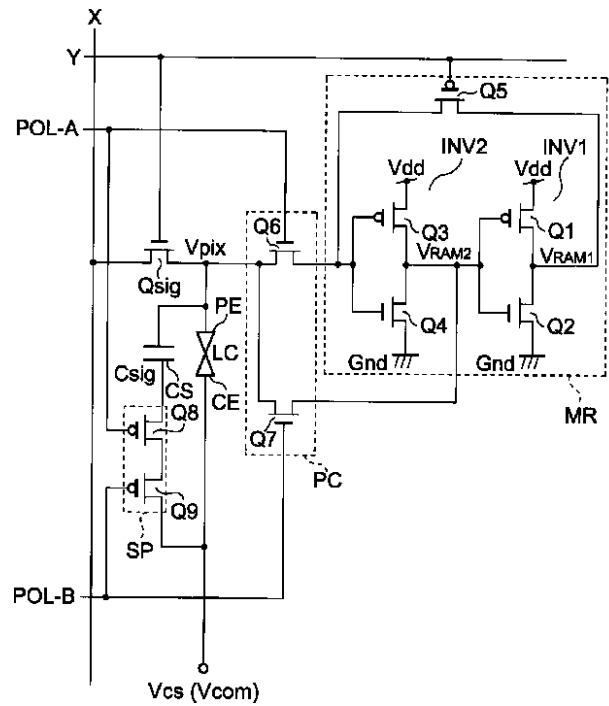 X
Y
Q5
POL-A
INV2
INV1
Vdd
Vdd
Q6
Q3
Q1
Vpix
VRAM2
VRAM1
Qsig
Q4
Q2
PE
LC
Gnd
Gnd
Csig
CS
CE
MR
Q8
Q7
PC
Q9
SP
POL-B
Vcs (Vcom)